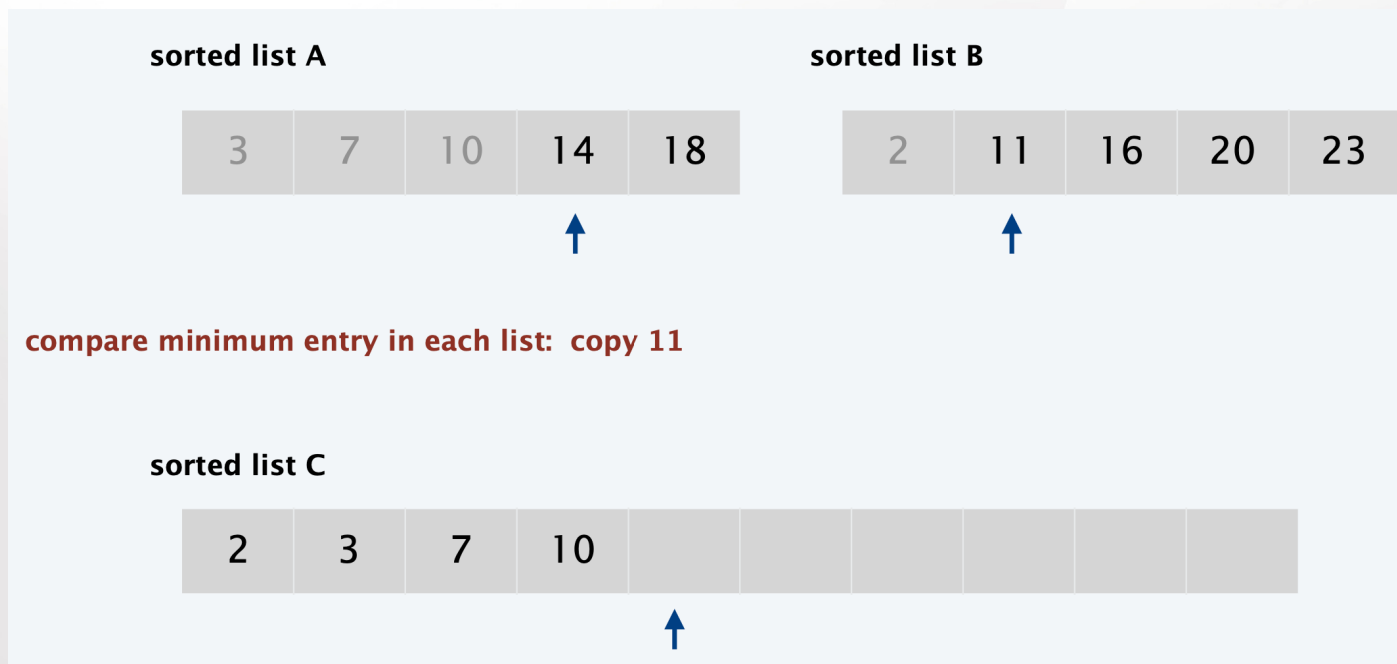 sorted list A
sorted list B
3 7 10 14 18
2 11 16 20 23
compare minimum entry in each list: copy 11
sorted list C
2 3 7 10